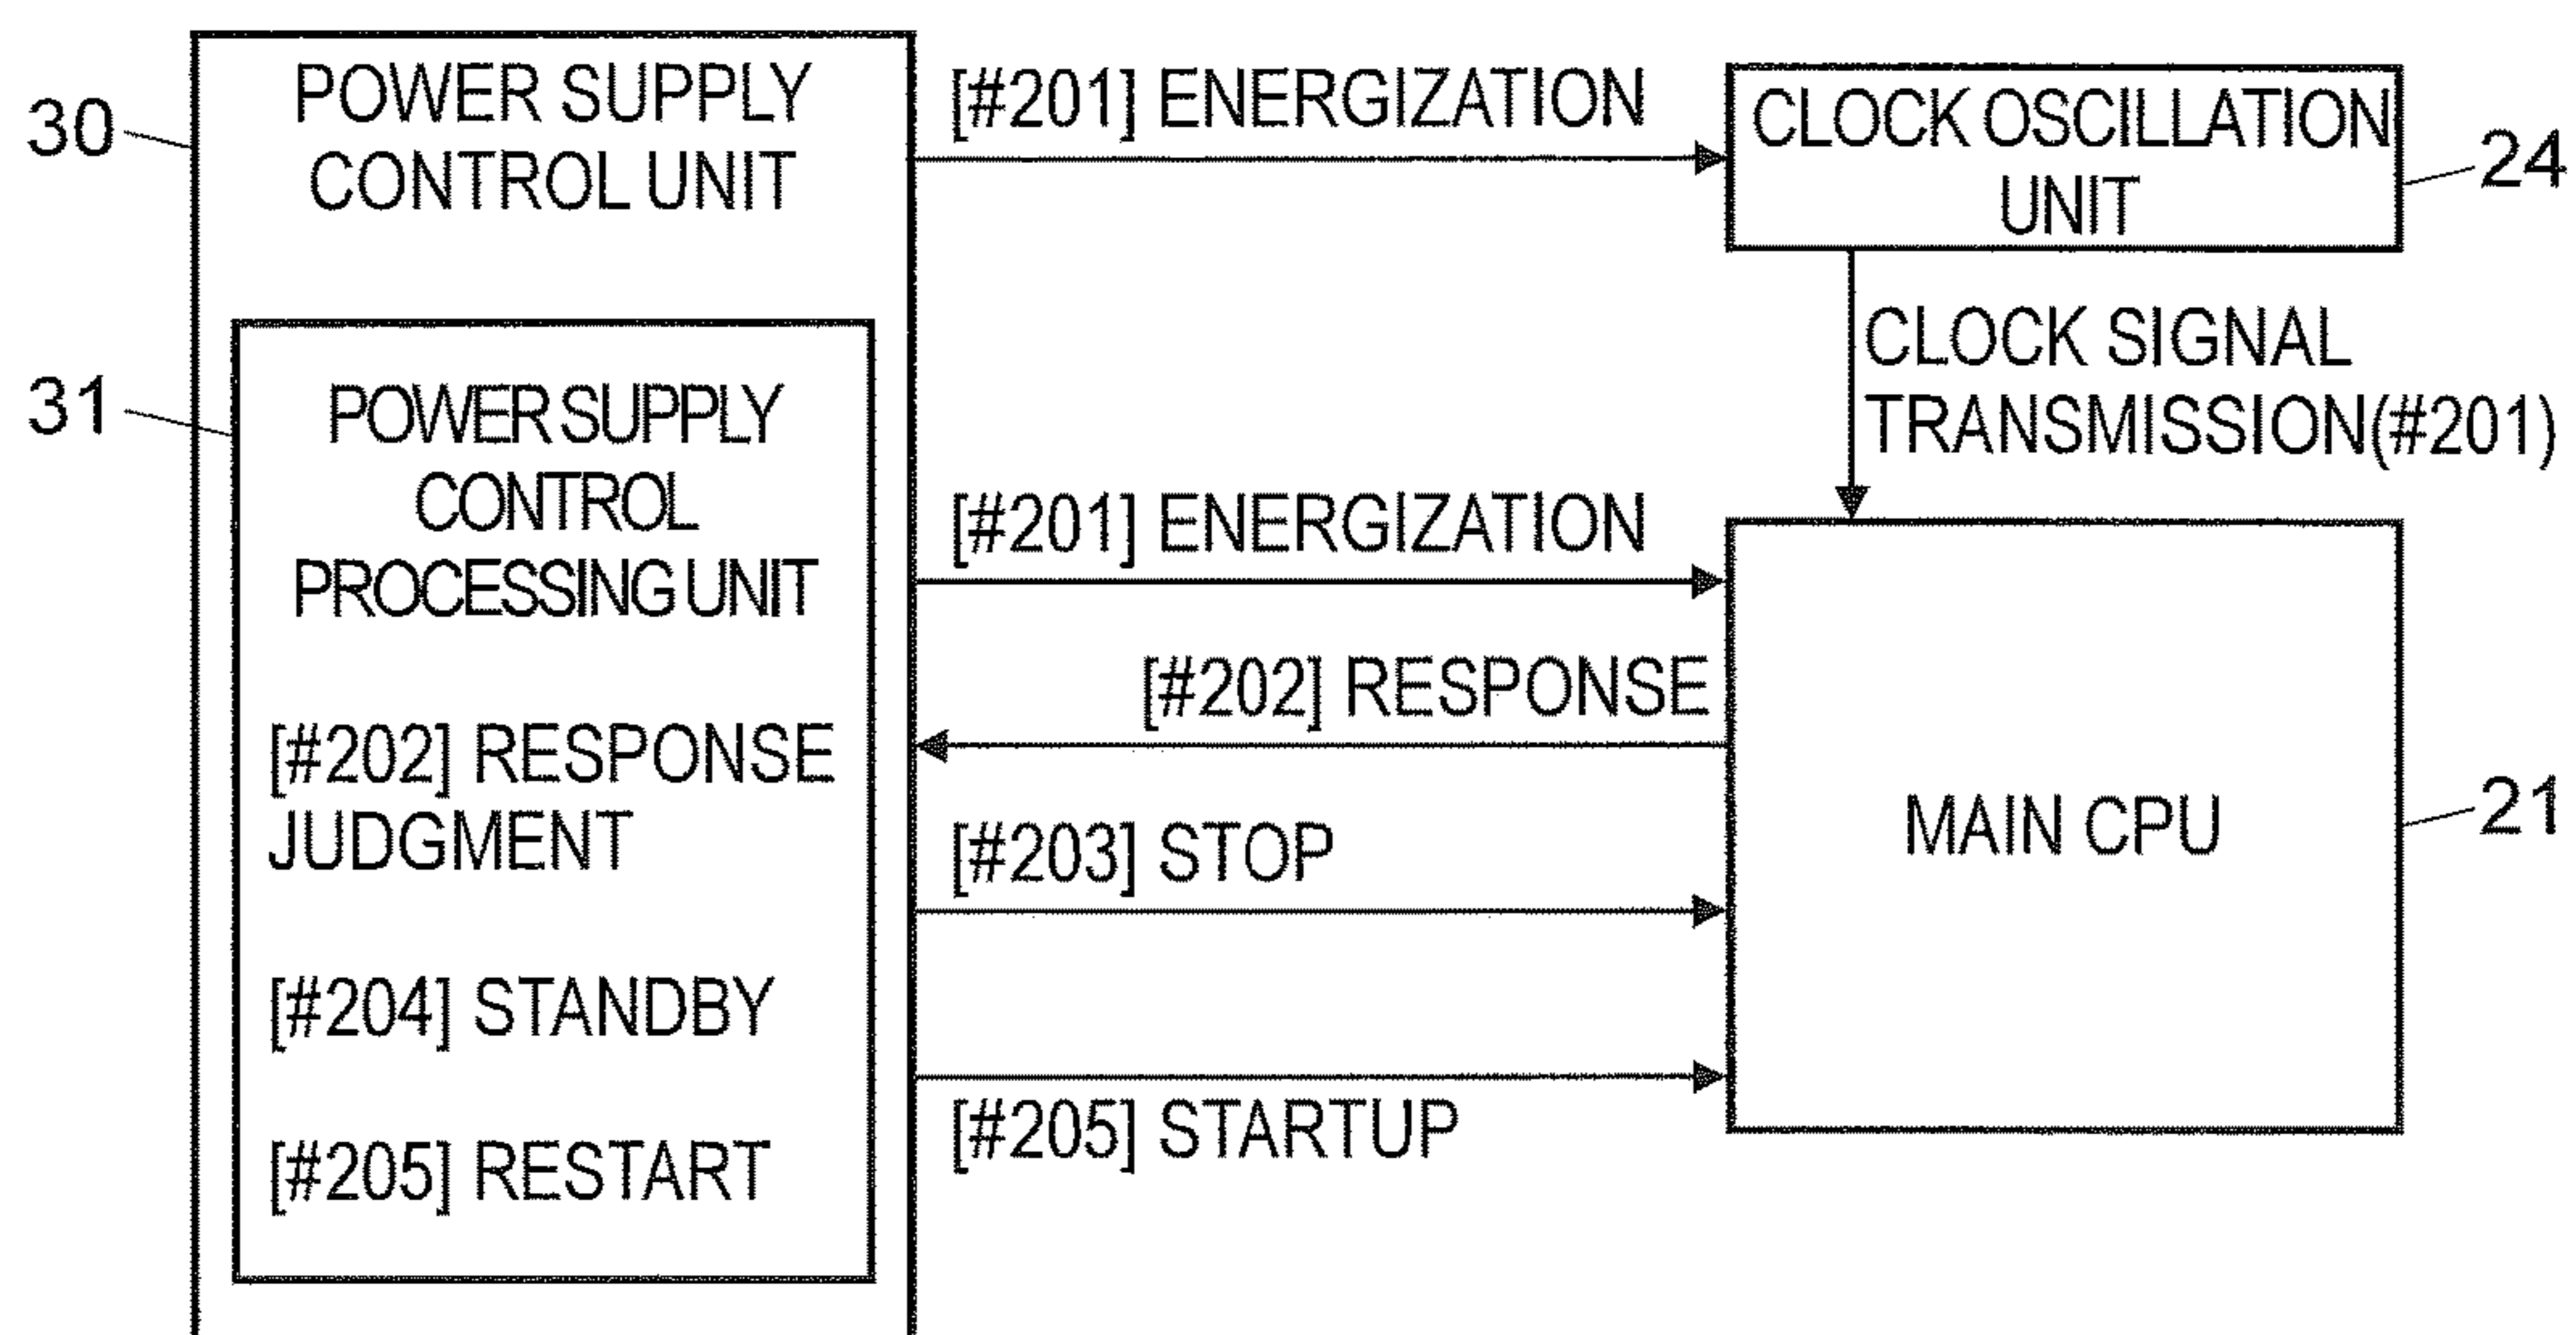 30
POWER SUPPLY
CONTROL UNIT
31
POWER SUPPLY
CONTROL
PROCESSING UNIT
[#202] RESPONSE
JUDGMENT
[#204] STANDBY
[#205] RESTART
[#201] ENERGIZATION
CLOCK OSCILLATION
UNIT
24
CLOCK SIGNAL
TRANSMISSION(#201)
[#201] ENERGIZATION
[#202] RESPONSE
[#203] STOP
[#205] STARTUP
MAIN CPU
21